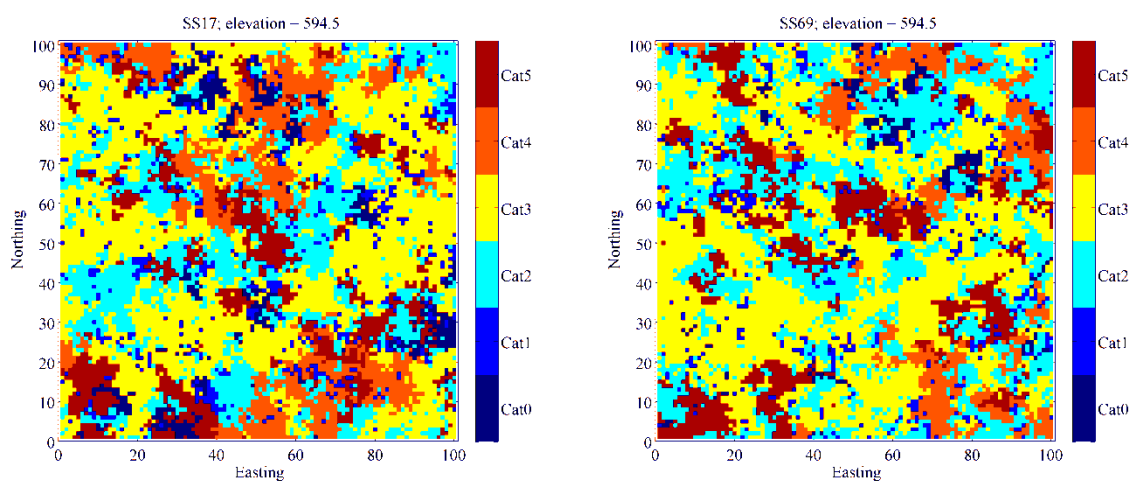 SS17; elevation – 594.5
100
90
80
70
60
50
40
30
20
10
0
Northing
0 20 40 60 80 100
Easting
Cat5
Cat4
Cat3
Cat2
Cat1
Cat0
SS69; elevation – 594.5
100
90
80
70
60
50
40
30
20
10
0
Northing
0 20 40 60 80 100
Easting
Cat5
Cat4
Cat3
Cat2
Cat1
Cat0